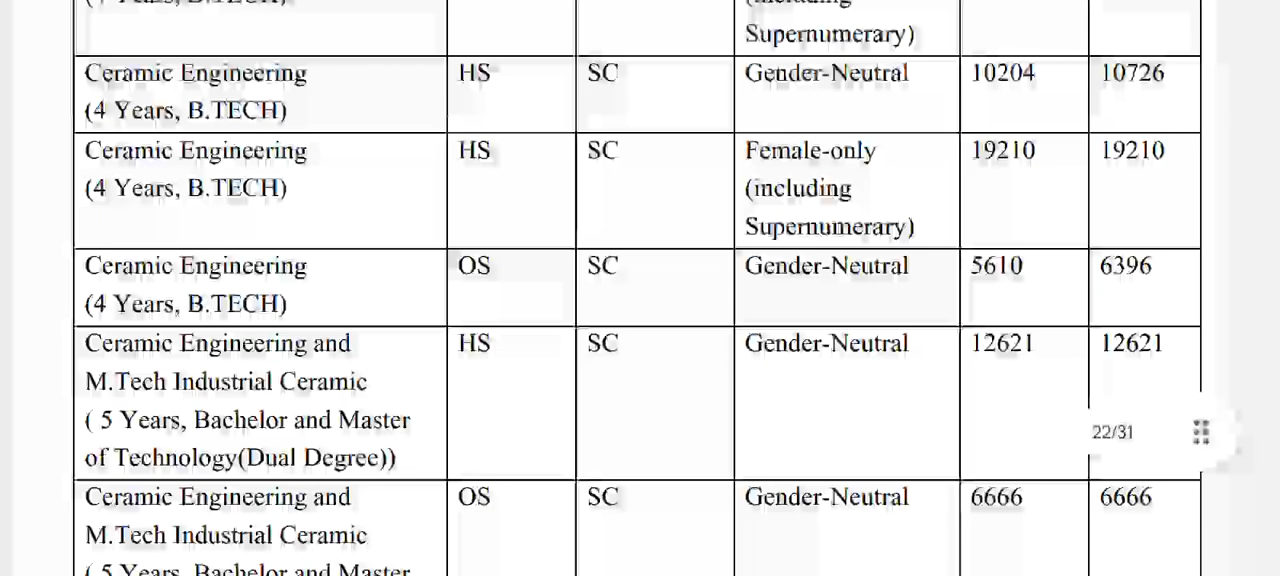 (including
Supernumerary)
Ceramic Engineering HS SC Gender-Neutral 10204 10726
(4 Years, B.TECH)
Ceramic Engineering HS SC Female-only 19210 19210
(4 Years, B.TECH) (including
Supernumerary)
Ceramic Engineering OS SC Gender-Neutral 5610 6396
(4 Years, B.TECH)
Ceramic Engineering and HS SC Gender-Neutral 12621 12621
M.Tech Industrial Ceramic
( 5 Years, Bachelor and Master
of Technology(Dual Degree))
22/31
Ceramic Engineering and OS SC Gender-Neutral 6666 6666
M.Tech Industrial Ceramic
( 5 Years, Bachelor and Master